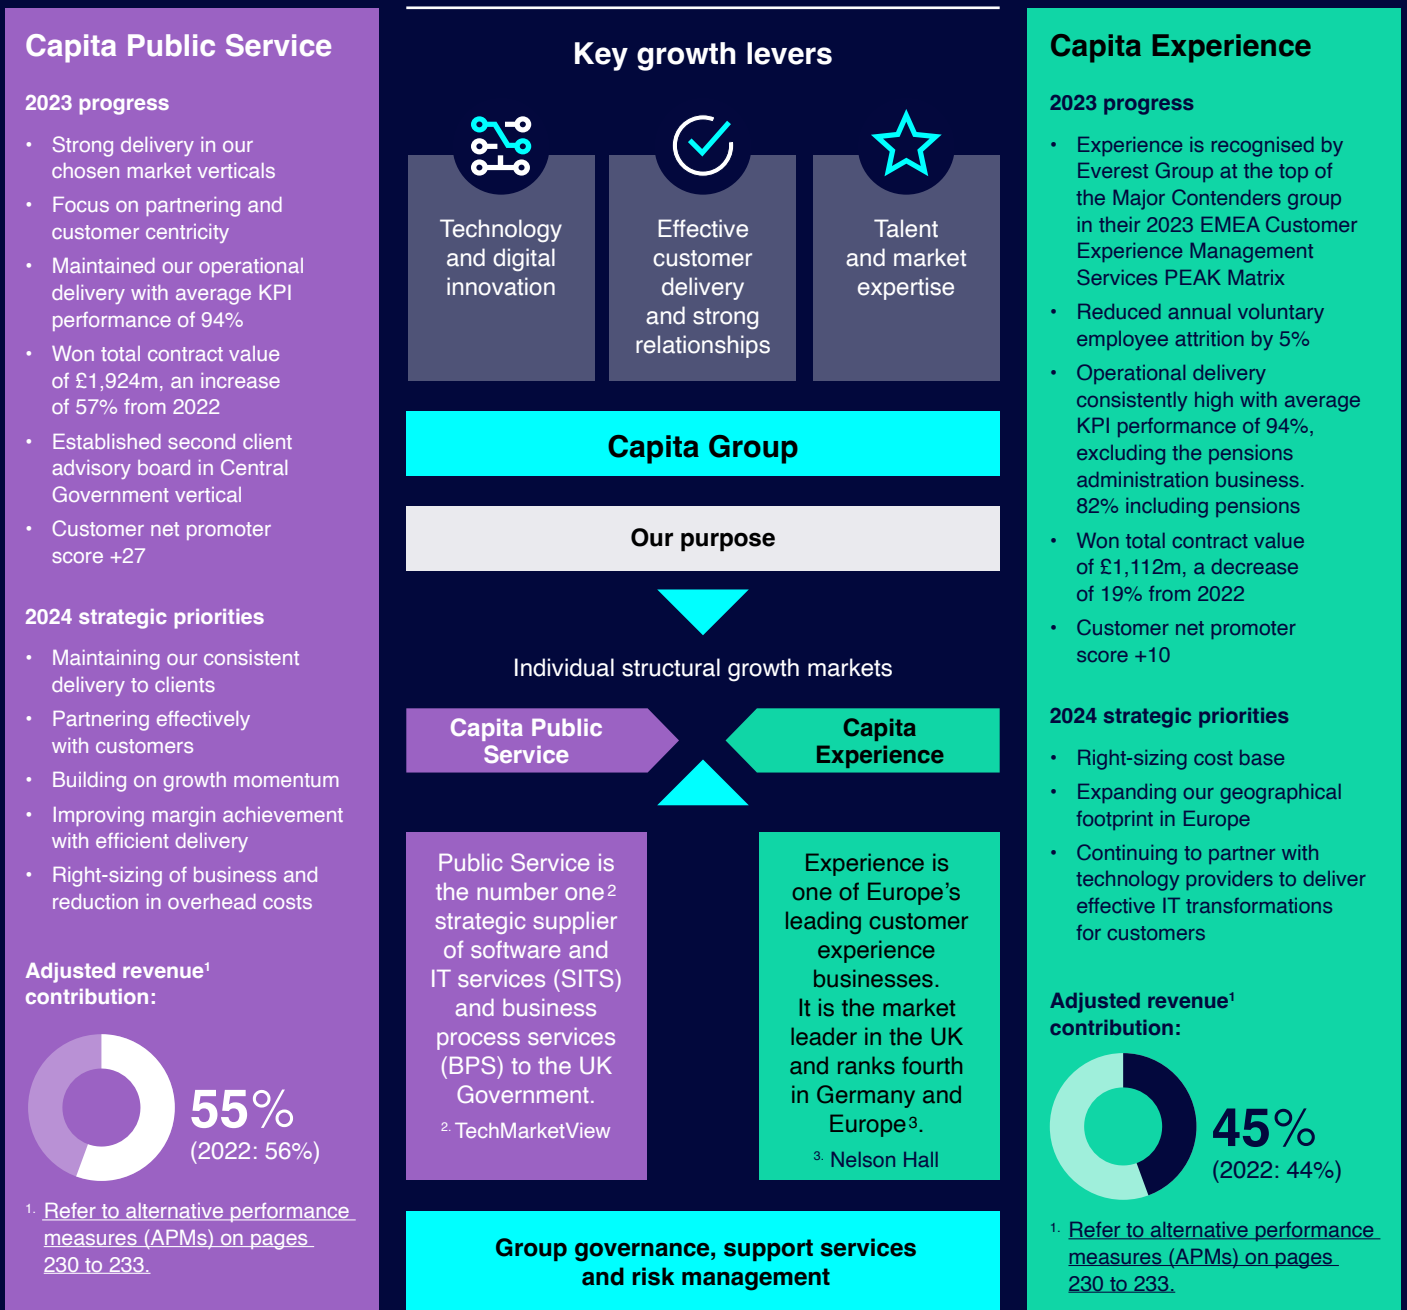 Capita Public Service
2023 progress
• Strong delivery in our
chosen market verticals
• Focus on partnering and
customer centricity
• Maintained our operational
delivery with average KPI
performance of 94%
• Won total contract value
of £1,924m, an increase
of 57% from 2022
• Established second client
advisory board in Central
Government vertical
• Customer net promoter
score +27
2024 strategic priorities
• Maintaining our consistent
delivery to clients
• Partnering effectively
with customers
• Building on growth momentum
• Improving margin achievement
with efficient delivery
• Right-sizing of business and
reduction in overhead costs
Adjusted revenue¹
contribution:
55%
(2022: 56%)
1. Refer to alternative performance
measures (APMs) on pages
230 to 233.
Key growth levers
Technology
and digital
innovation
Effective
customer
delivery
and strong
relationships
Talent
and market
expertise
Capita Group
Our purpose
Individual structural growth markets
Capita Public
Service
Capita
Experience
Public Service is
the number one²
strategic supplier
of software and
IT services (SITS)
and business
process services
(BPS) to the UK
Government.
2. TechMarketView
Experience is
one of Europe’s
leading customer
experience
businesses.
It is the market
leader in the UK
and ranks fourth
in Germany and
Europe³.
3. Nelson Hall
Group governance, support services
and risk management
Capita Experience
2023 progress
• Experience is recognised by
Everest Group at the top of
the Major Contenders group
in their 2023 EMEA Customer
Experience Management
Services PEAK Matrix
• Reduced annual voluntary
employee attrition by 5%
• Operational delivery
consistently high with average
KPI performance of 94%,
excluding the pensions
administration business.
82% including pensions
• Won total contract value
of £1,112m, a decrease
of 19% from 2022
• Customer net promoter
score +10
2024 strategic priorities
• Right-sizing cost base
• Expanding our geographical
footprint in Europe
• Continuing to partner with
technology providers to deliver
effective IT transformations
for customers
Adjusted revenue¹
contribution:
45%
(2022: 44%)
1. Refer to alternative performance
measures (APMs) on pages
230 to 233.